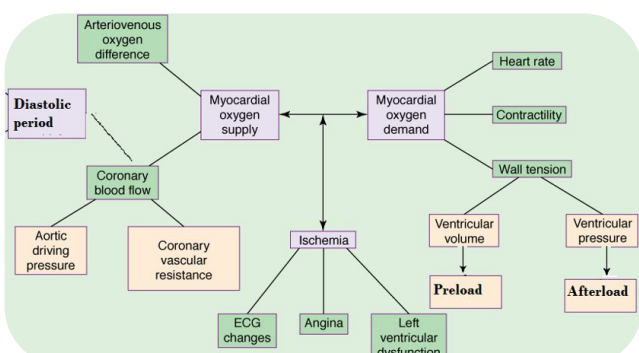 Arteriovenous
oxygen
difference
Diastolic
period
Myocardial
oxygen
supply
Myocardial
oxygen
demand
Heart rate
Contractility
Wall tension
Coronary
blood flow
Aortic
driving
pressure
Coronary
vascular
resistance
Ischemia
Ventricular
volume
Ventricular
pressure
Preload
Afterload
ECG
changes
Angina
Left
ventricular
dysfunction